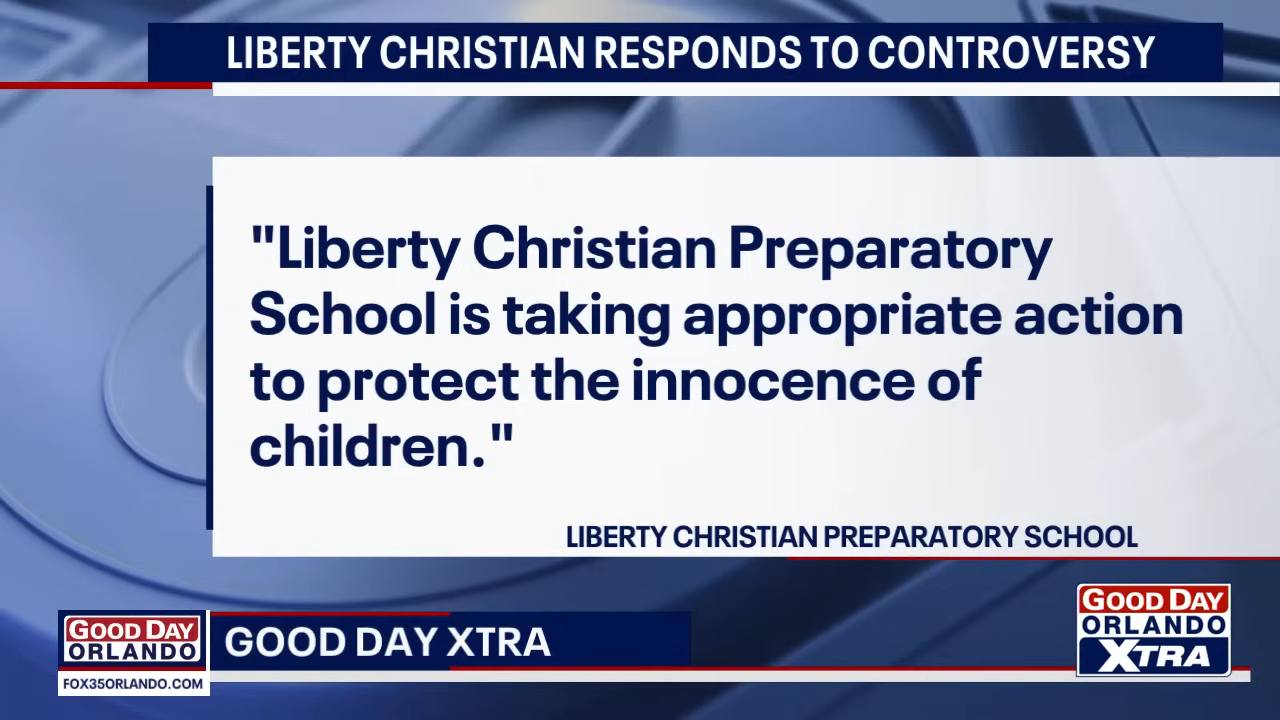 LIBERTY CHRISTIAN RESPONDS TO CONTROVERSY
"Liberty Christian Preparatory
School is taking appropriate action
to protect the innocence of
children."
LIBERTY CHRISTIAN PREPARATORY SCHOOL
GOOD DAY
ORLANDO
FOX35ORLANDO.COM
GOOD DAY XTRA
GOOD DAY
ORLANDO
XTRA